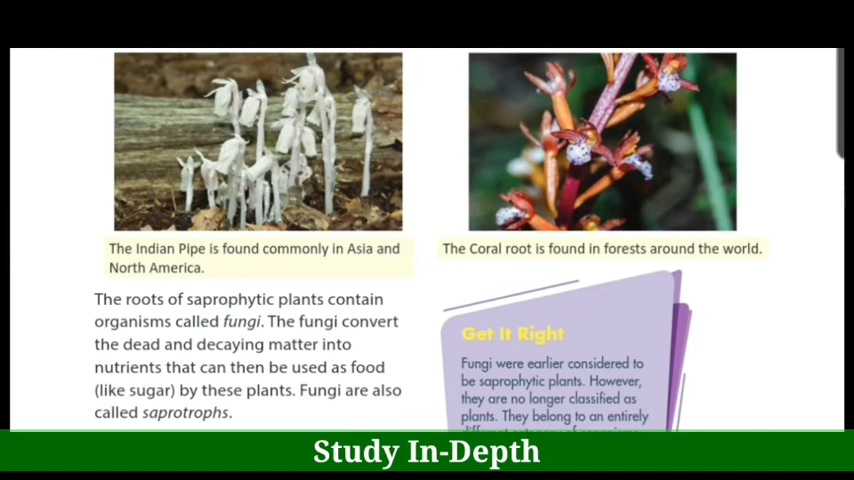 The Indian Pipe is found commonly in Asia and
North America.
The Coral root is found in forests around the world.
The roots of saprophytic plants contain
organisms called fungi. The fungi convert
the dead and decaying matter into
nutrients that can then be used as food
(like sugar) by these plants. Fungi are also
called saprotrophs.
Get It Right
Fungi were earlier considered to
be saprophytic plants. However,
they are no longer classified as
plants. They belong to an entirely
Study In-Depth